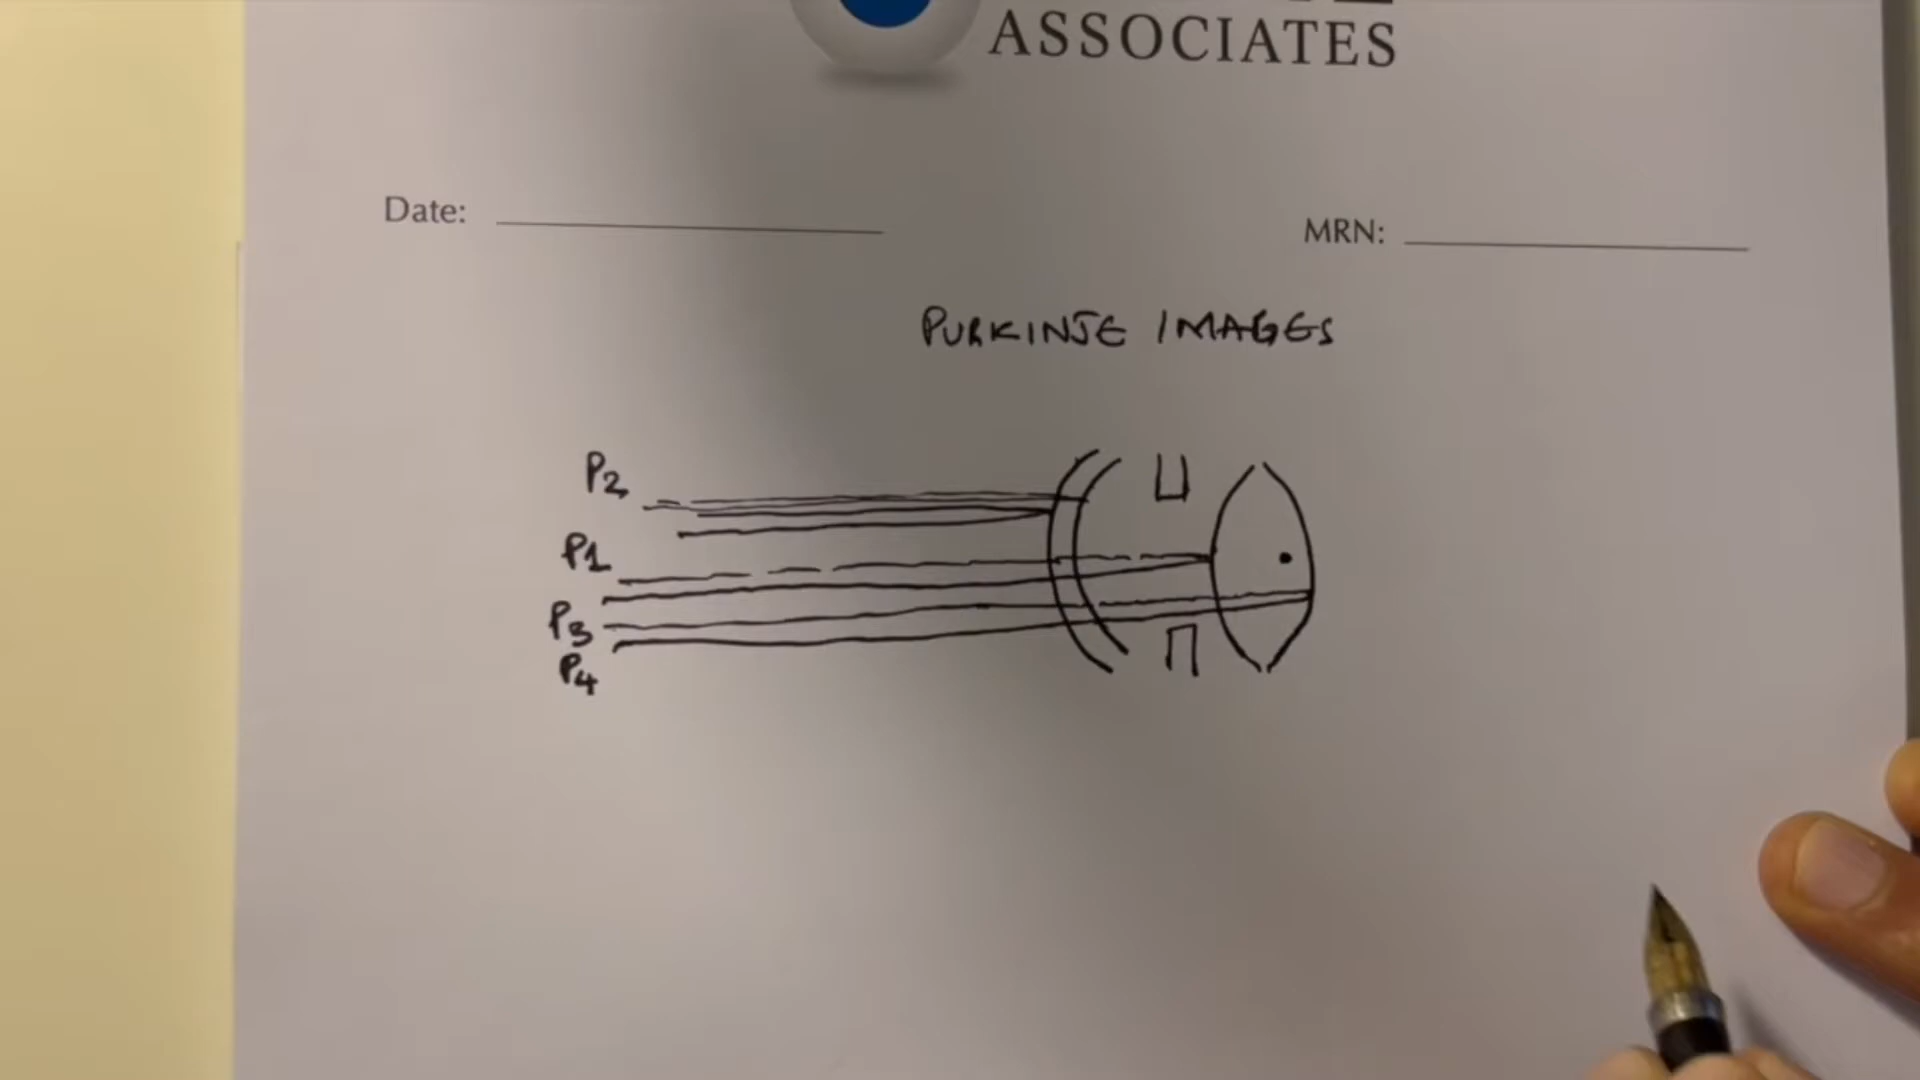 ASSOCIATES
Date:
MRN:
PURKINJE IMAGES
P2
P1
P3
P4